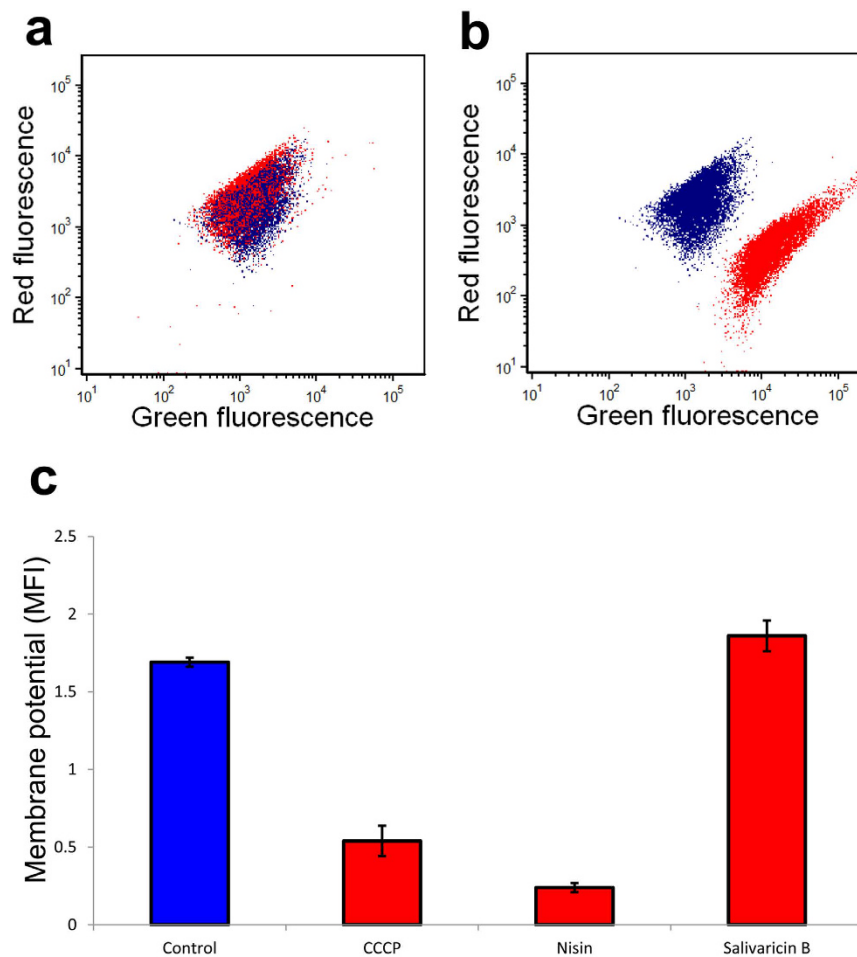 a
b
Red fluorescence
10^5
10^4
10^3
10^2
10^1
10^1 10^2 10^3 10^4 10^5
Green fluorescence
Red fluorescence
10^5
10^4
10^3
10^2
10^1
10^1 10^2 10^3 10^4 10^5
Green fluorescence
c
Membrane potential (MFI)
2.5
2
1.5
1
0.5
0
Control CCCP Nisin Salivaricin B